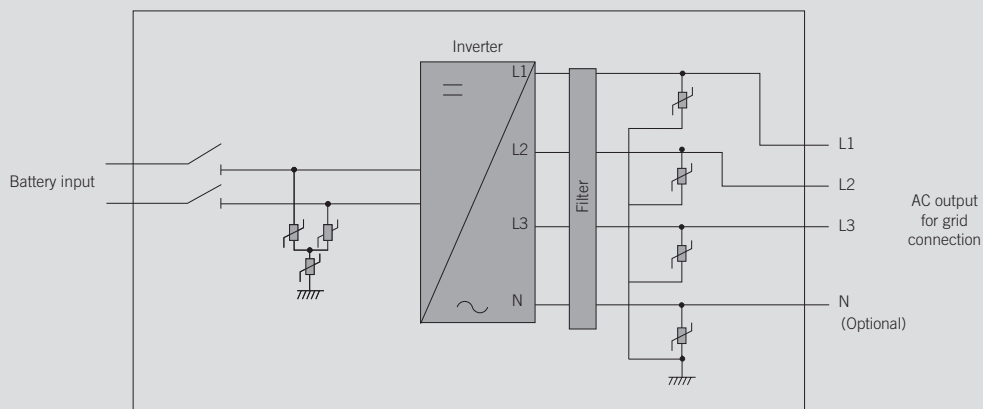 Inverter
L1
L2
L3
N
Filter
Battery input
L1
L2
L3
N
(Optional)
AC output
for grid
connection